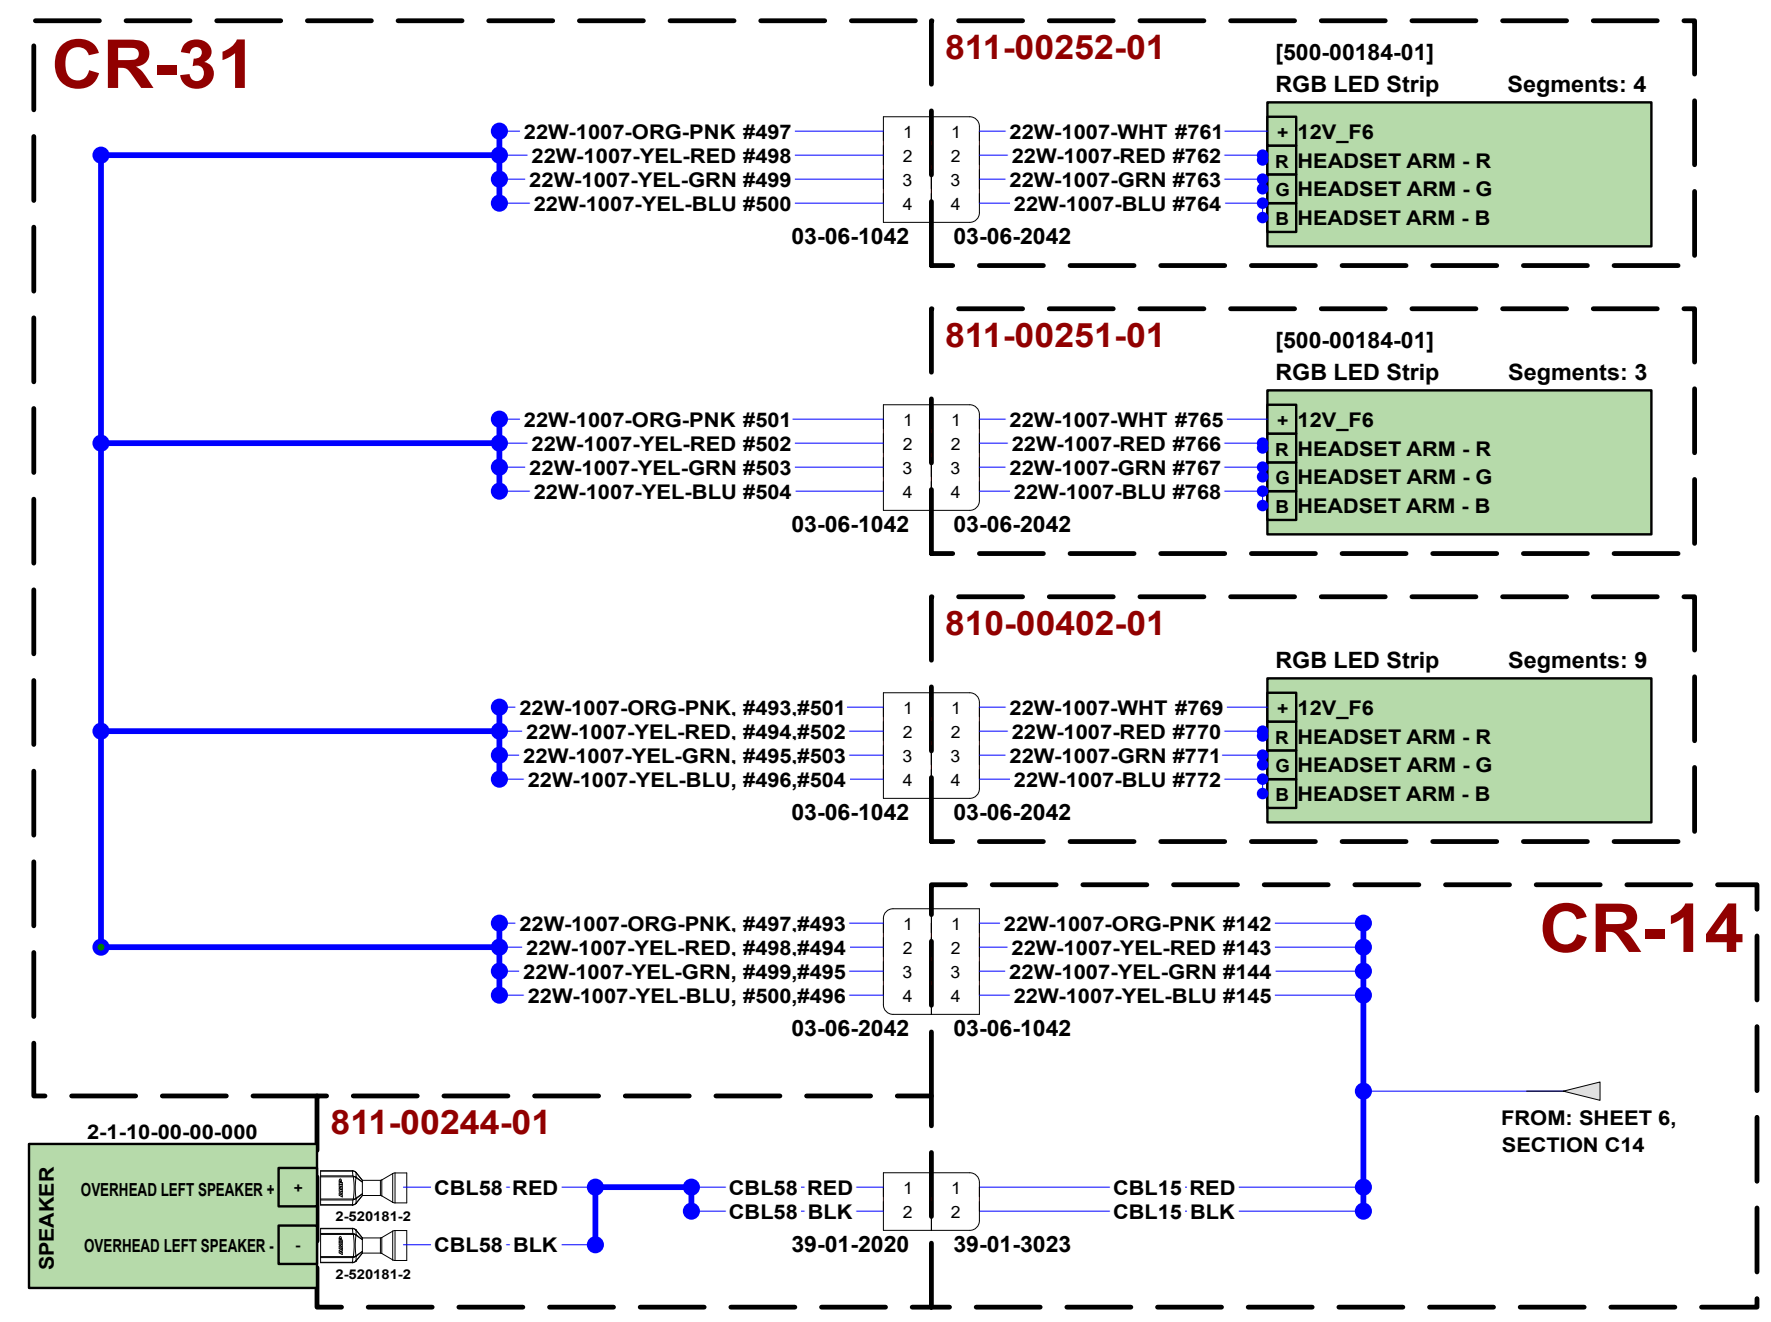 CR-31
811-00252-01
[500-00184-01]
RGB LED Strip Segments: 4
22W-1007-ORG-PNK #497 1 1 22W-1007-WHT #761 + 12V_F6
22W-1007-YEL-RED #498 2 2 22W-1007-RED #762 R HEADSET ARM - R
22W-1007-YEL-GRN #499 3 3 22W-1007-GRN #763 G HEADSET ARM - G
22W-1007-YEL-BLU #500 4 4 22W-1007-BLU #764 B HEADSET ARM - B
03-06-1042 03-06-2042
811-00251-01
[500-00184-01]
RGB LED Strip Segments: 3
22W-1007-ORG-PNK #501 1 1 22W-1007-WHT #765 + 12V_F6
22W-1007-YEL-RED #502 2 2 22W-1007-RED #766 R HEADSET ARM - R
22W-1007-YEL-GRN #503 3 3 22W-1007-GRN #767 G HEADSET ARM - G
22W-1007-YEL-BLU #504 4 4 22W-1007-BLU #768 B HEADSET ARM - B
03-06-1042 03-06-2042
810-00402-01
RGB LED Strip Segments: 9
22W-1007-ORG-PNK, #493,#501 1 1 22W-1007-WHT #769 + 12V_F6
22W-1007-YEL-RED, #494,#502 2 2 22W-1007-RED #770 R HEADSET ARM - R
22W-1007-YEL-GRN, #495,#503 3 3 22W-1007-GRN #771 G HEADSET ARM - G
22W-1007-YEL-BLU, #496,#504 4 4 22W-1007-BLU #772 B HEADSET ARM - B
03-06-1042 03-06-2042
CR-14
22W-1007-ORG-PNK, #497,#493 1 1 22W-1007-ORG-PNK #142
22W-1007-YEL-RED, #498,#494 2 2 22W-1007-YEL-RED #143
22W-1007-YEL-GRN, #499,#495 3 3 22W-1007-YEL-GRN #144
22W-1007-YEL-BLU, #500,#496 4 4 22W-1007-YEL-BLU #145
03-06-2042 03-06-1042
FROM: SHEET 6,
SECTION C14
811-00244-01
2-1-10-00-00-000
SPEAKER
OVERHEAD LEFT SPEAKER + + CBL58 RED CBL58 RED 1 1 CBL15 RED
2-520181-2
CBL58 BLK 2 2 CBL15 BLK
OVERHEAD LEFT SPEAKER - - CBL58 BLK
39-01-2020 39-01-3023
2-520181-2